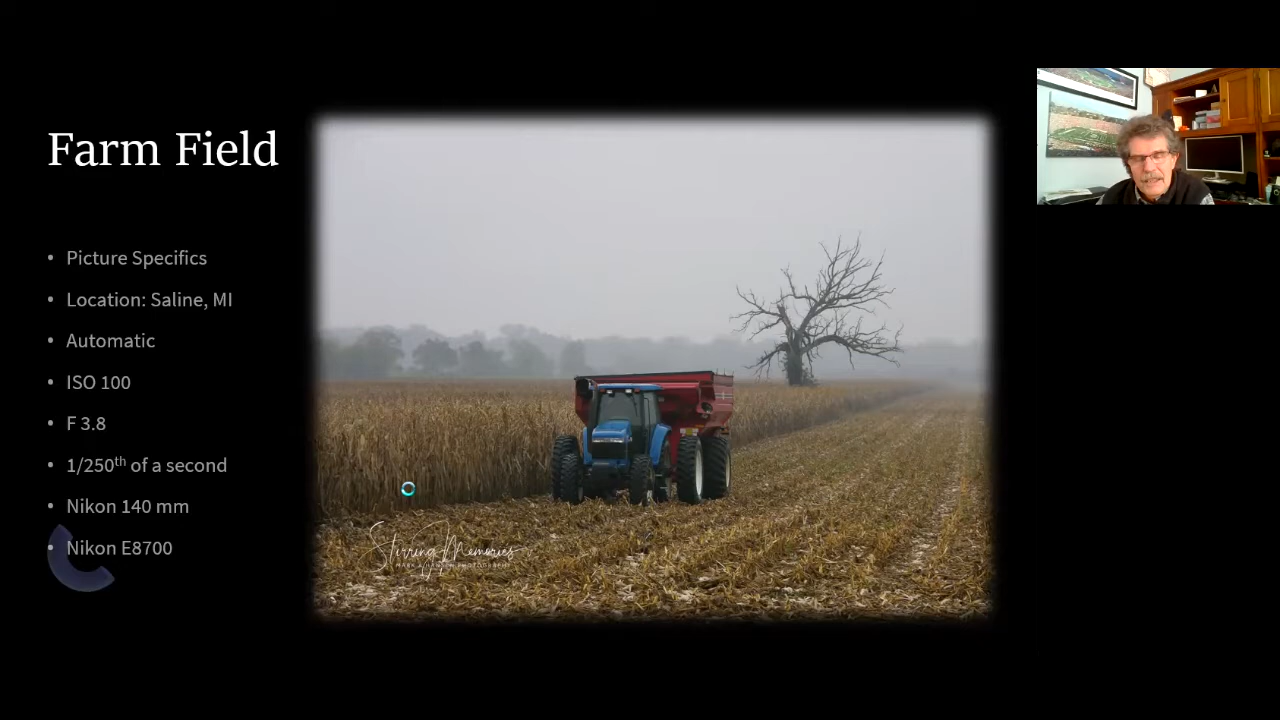 Farm Field
• Picture Specifics
• Location: Saline, MI
• Automatic
• ISO 100
• F 3.8
• 1/250th of a second
• Nikon 140 mm
• Nikon E8700
Stirring Memories
PHOTOGRAPHY